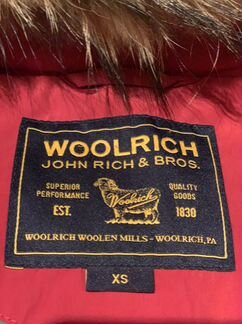 WOOLRICH
JOHN RICH & BROS.
SUPERIOR PERFORMANCE
Woolrich
QUALITY GOODS
EST. 1830
WOOLRICH WOOLEN MILLS - WOOLRICH, PA
XS